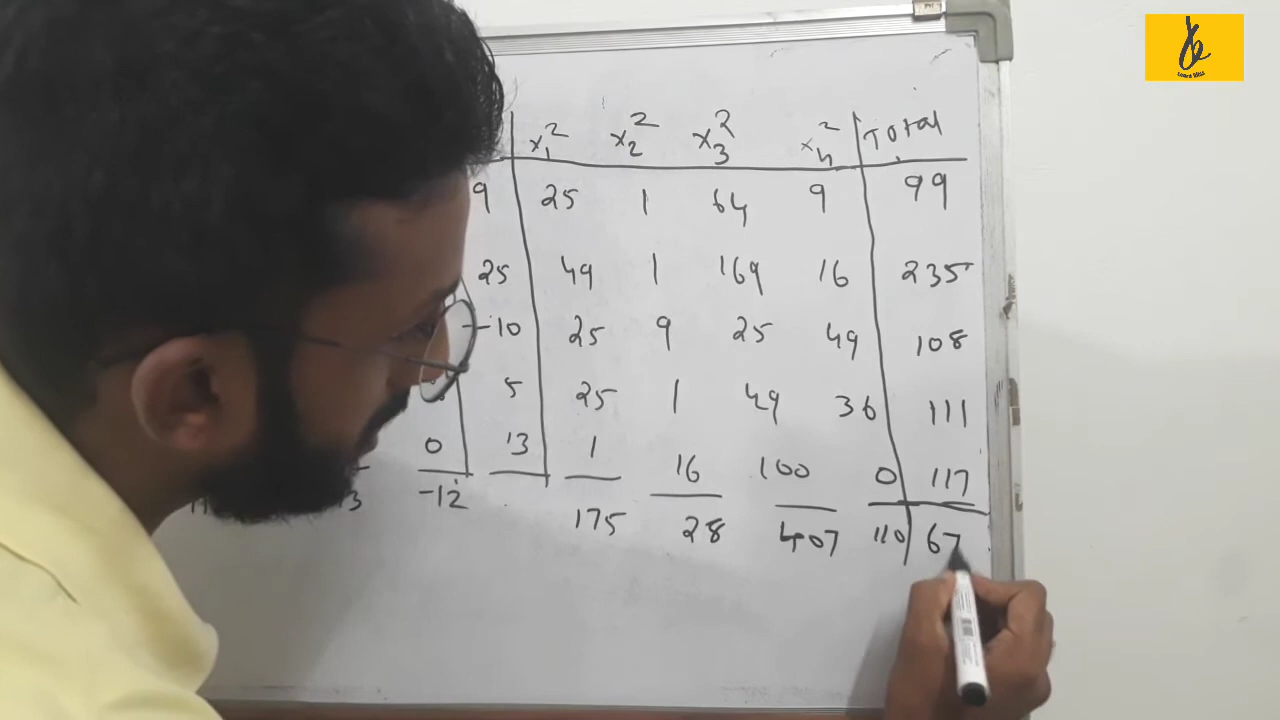 Learn Bliss
x₁² x₂² x₃² x₄² Total
9 25 1 64 9 99
25 49 1 169 16 235
-10 25 9 25 49 108
5 25 1 49 36 111
0 13 1 16 100 0 117
-12 175 28 407 110 67